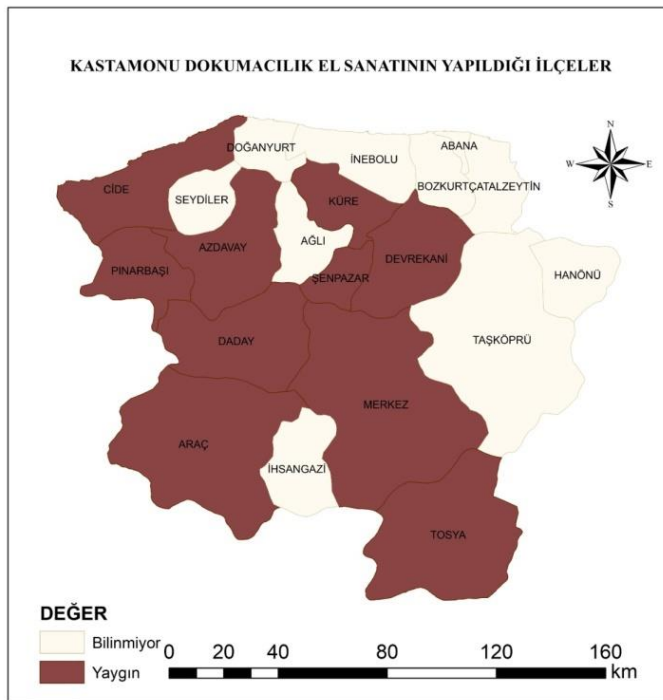 KASTAMONU DOKUMACILIK EL SANATININ YAPILDIĞI İLÇELER
N
W E
S
DOĞANYURT
İNEBOLU
ABANA
BOZKURT
ÇATALZEYTİN
CİDE
SEYDİLER
KÜRE
AZDAVAY
AĞLI
PINARBAŞI
ŞENPAZAR
DEVREKANİ
HANÖNÜ
DADAY
TAŞKÖPRÜ
MERKEZ
ARAÇ
İHSANGAZİ
TOSYA
DEĞER
Bilinmiyor
Yaygın
0 20 40 80 120 160
km